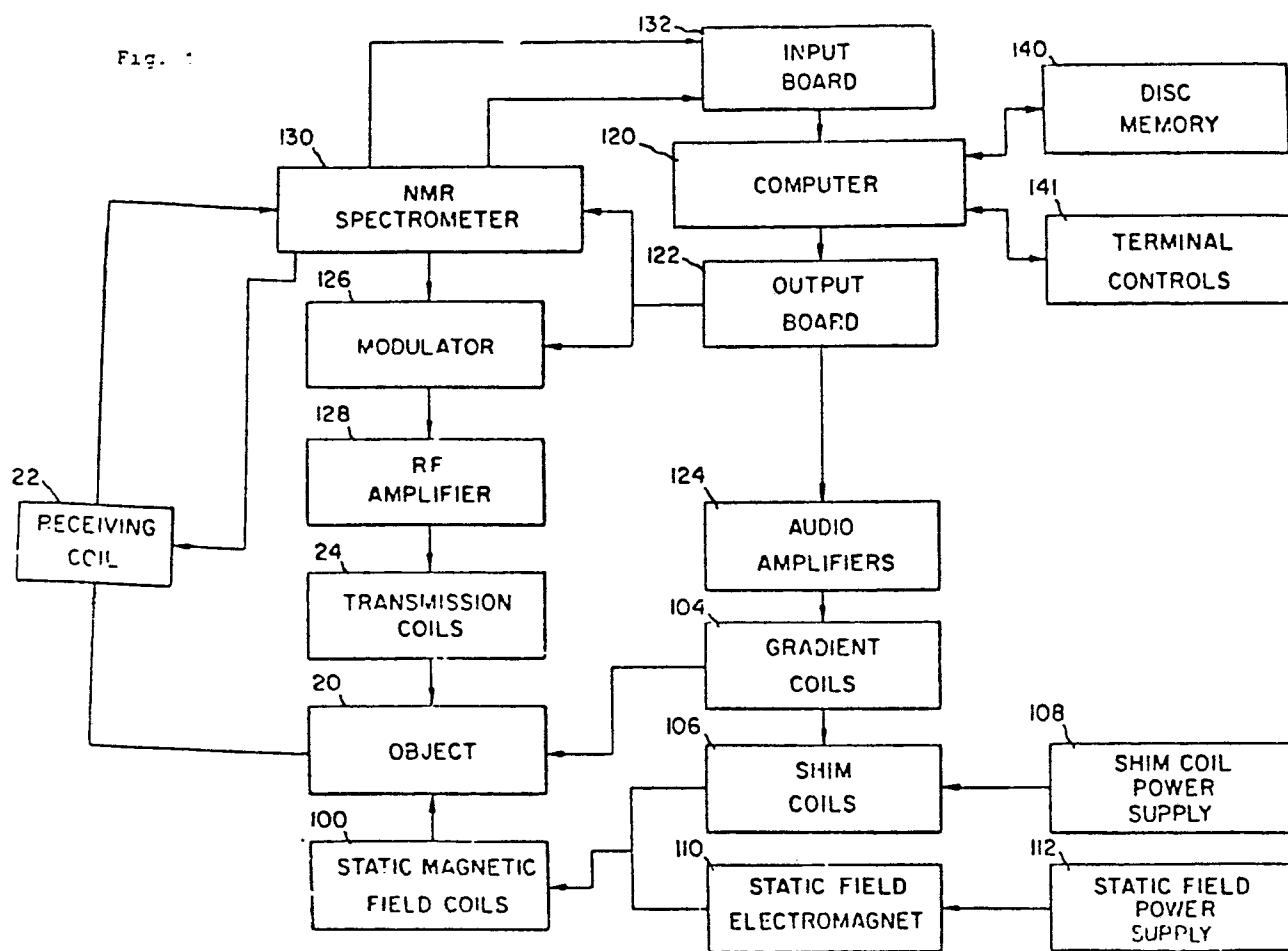 Fig. 1
132
INPUT
BOARD
140
DISC
MEMORY
130
NMR
SPECTROMETER
120
COMPUTER
141
TERMINAL
CONTROLS
126
MODULATOR
122
OUTPUT
BOARD
128
RF
AMPLIFIER
22
RECEIVING
COIL
124
AUDIO
AMPLIFIERS
24
TRANSMISSION
COILS
104
GRADIENT
COILS
20
OBJECT
106
SHIM
COILS
108
SHIM COIL
POWER
SUPPLY
100
STATIC MAGNETIC
FIELD COILS
110
STATIC FIELD
ELECTROMAGNET
112
STATIC FIELD
POWER
SUPPLY